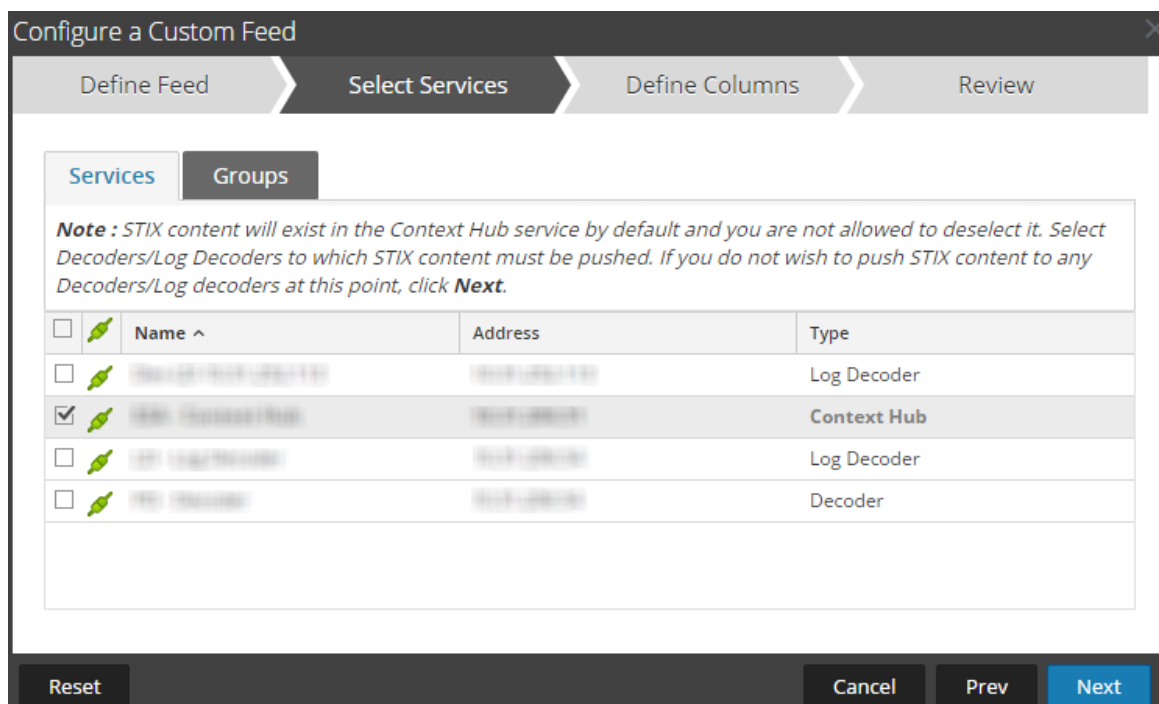 Configure a Custom Feed
Define Feed Select Services Define Columns Review
Services Groups
Note : STIX content will exist in the Context Hub service by default and you are not allowed to deselect it. Select
Decoders/Log Decoders to which STIX content must be pushed. If you do not wish to push STIX content to any
Decoders/Log decoders at this point, click Next.
Name Address Type
Log Decoder
Context Hub
Log Decoder
Decoder
Reset Cancel Prev Next